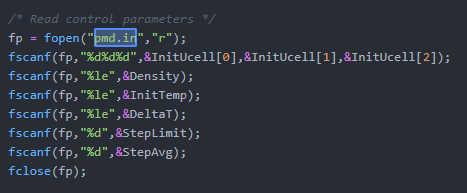 /* Read control parameters */
fp = fopen("pmd.in","r");
fscanf(fp,"%d%d%d",&InitUcell[0],&InitUcell[1],&InitUcell[2]);
fscanf(fp,"%le",&Density);
fscanf(fp,"%le",&InitTemp);
fscanf(fp,"%le",&DeltaT);
fscanf(fp,"%d",&StepLimit);
fscanf(fp,"%d",&StepAvg);
fclose(fp);